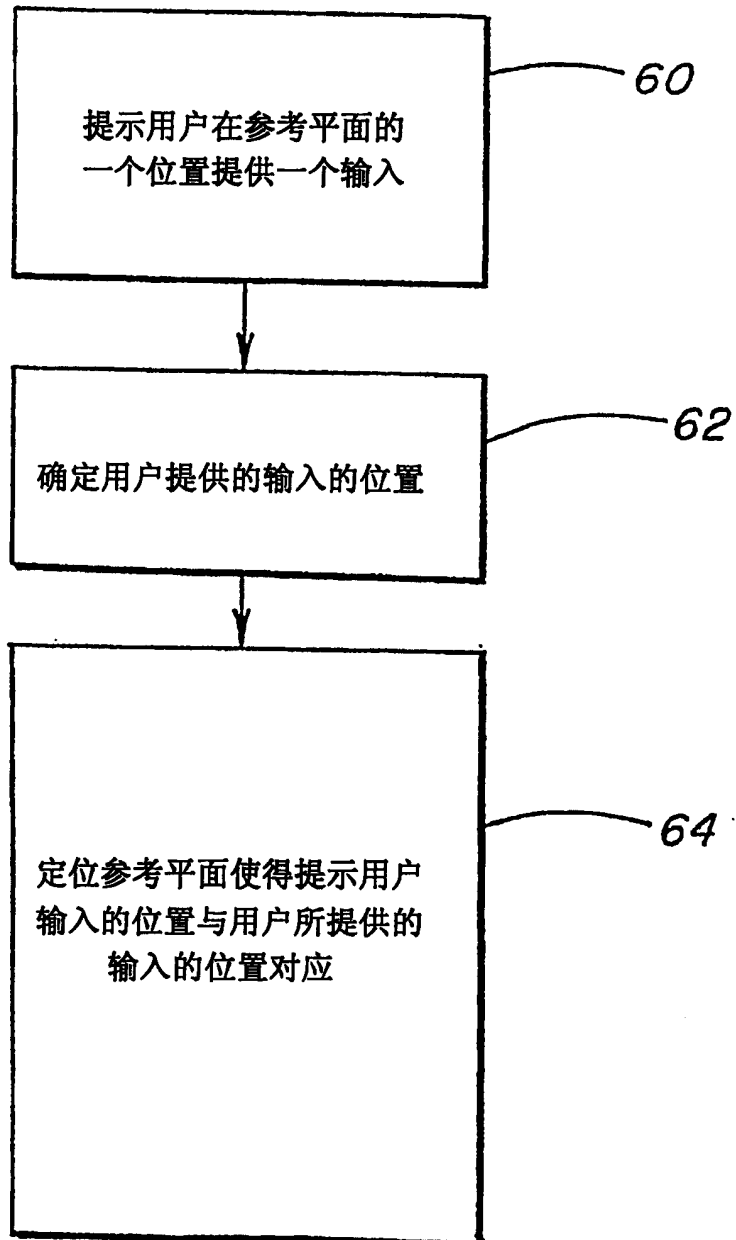 60
提示用户在参考平面的
一个位置提供一个输入
62
确定用户提供的输入的位置
64
定位参考平面使得提示用户
输入的位置与用户所提供的
输入的位置对应